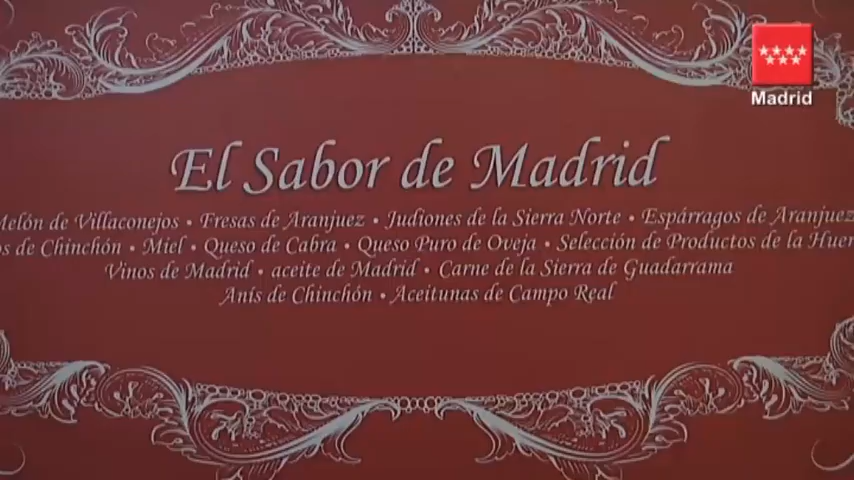 Madrid
El Sabor de Madrid
Melón de Villaconejos • Fresas de Aranjuez • Judiones de la Sierra Norte • Espárragos de Aranjuez
de Chinchón • Miel • Queso de Cabra • Queso Puro de Oveja • Selección de Productos de la
Vinos de Madrid • aceite de Madrid • Carne de la Sierra de Guadarrama
Anís de Chinchón • Aceitunas de Campo Real